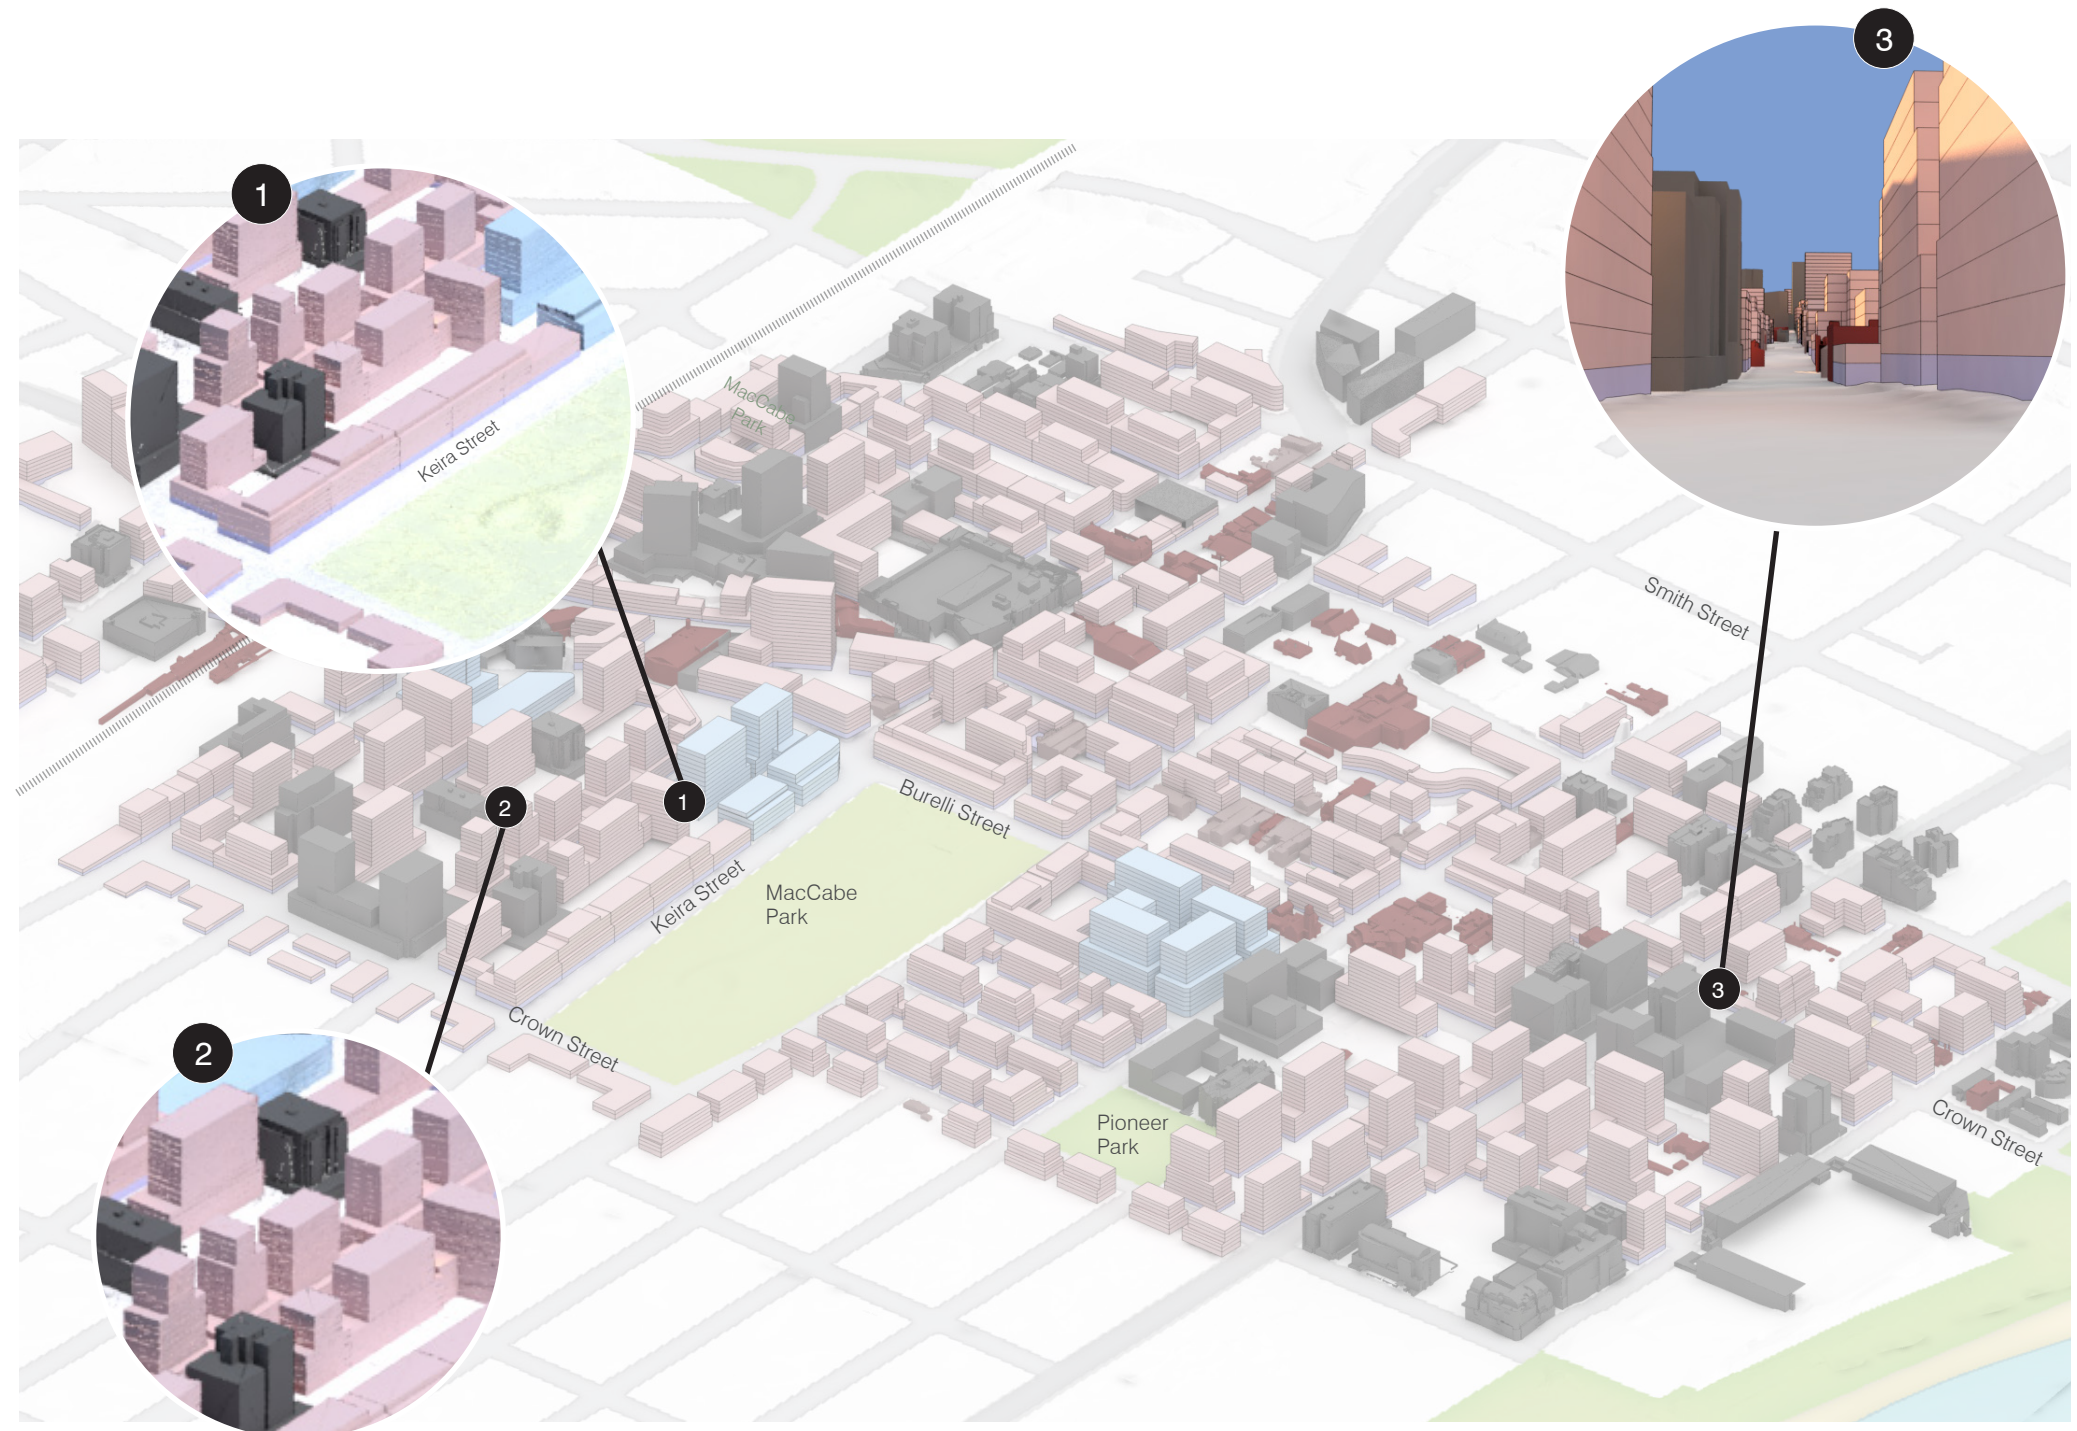 3
1
MacCabe
Park
Keira Street
Smith Street
2
1
Burelli Street
MacCabe
Park
Keira Street
3
Crown Street
2
Pioneer
Park
Crown Street